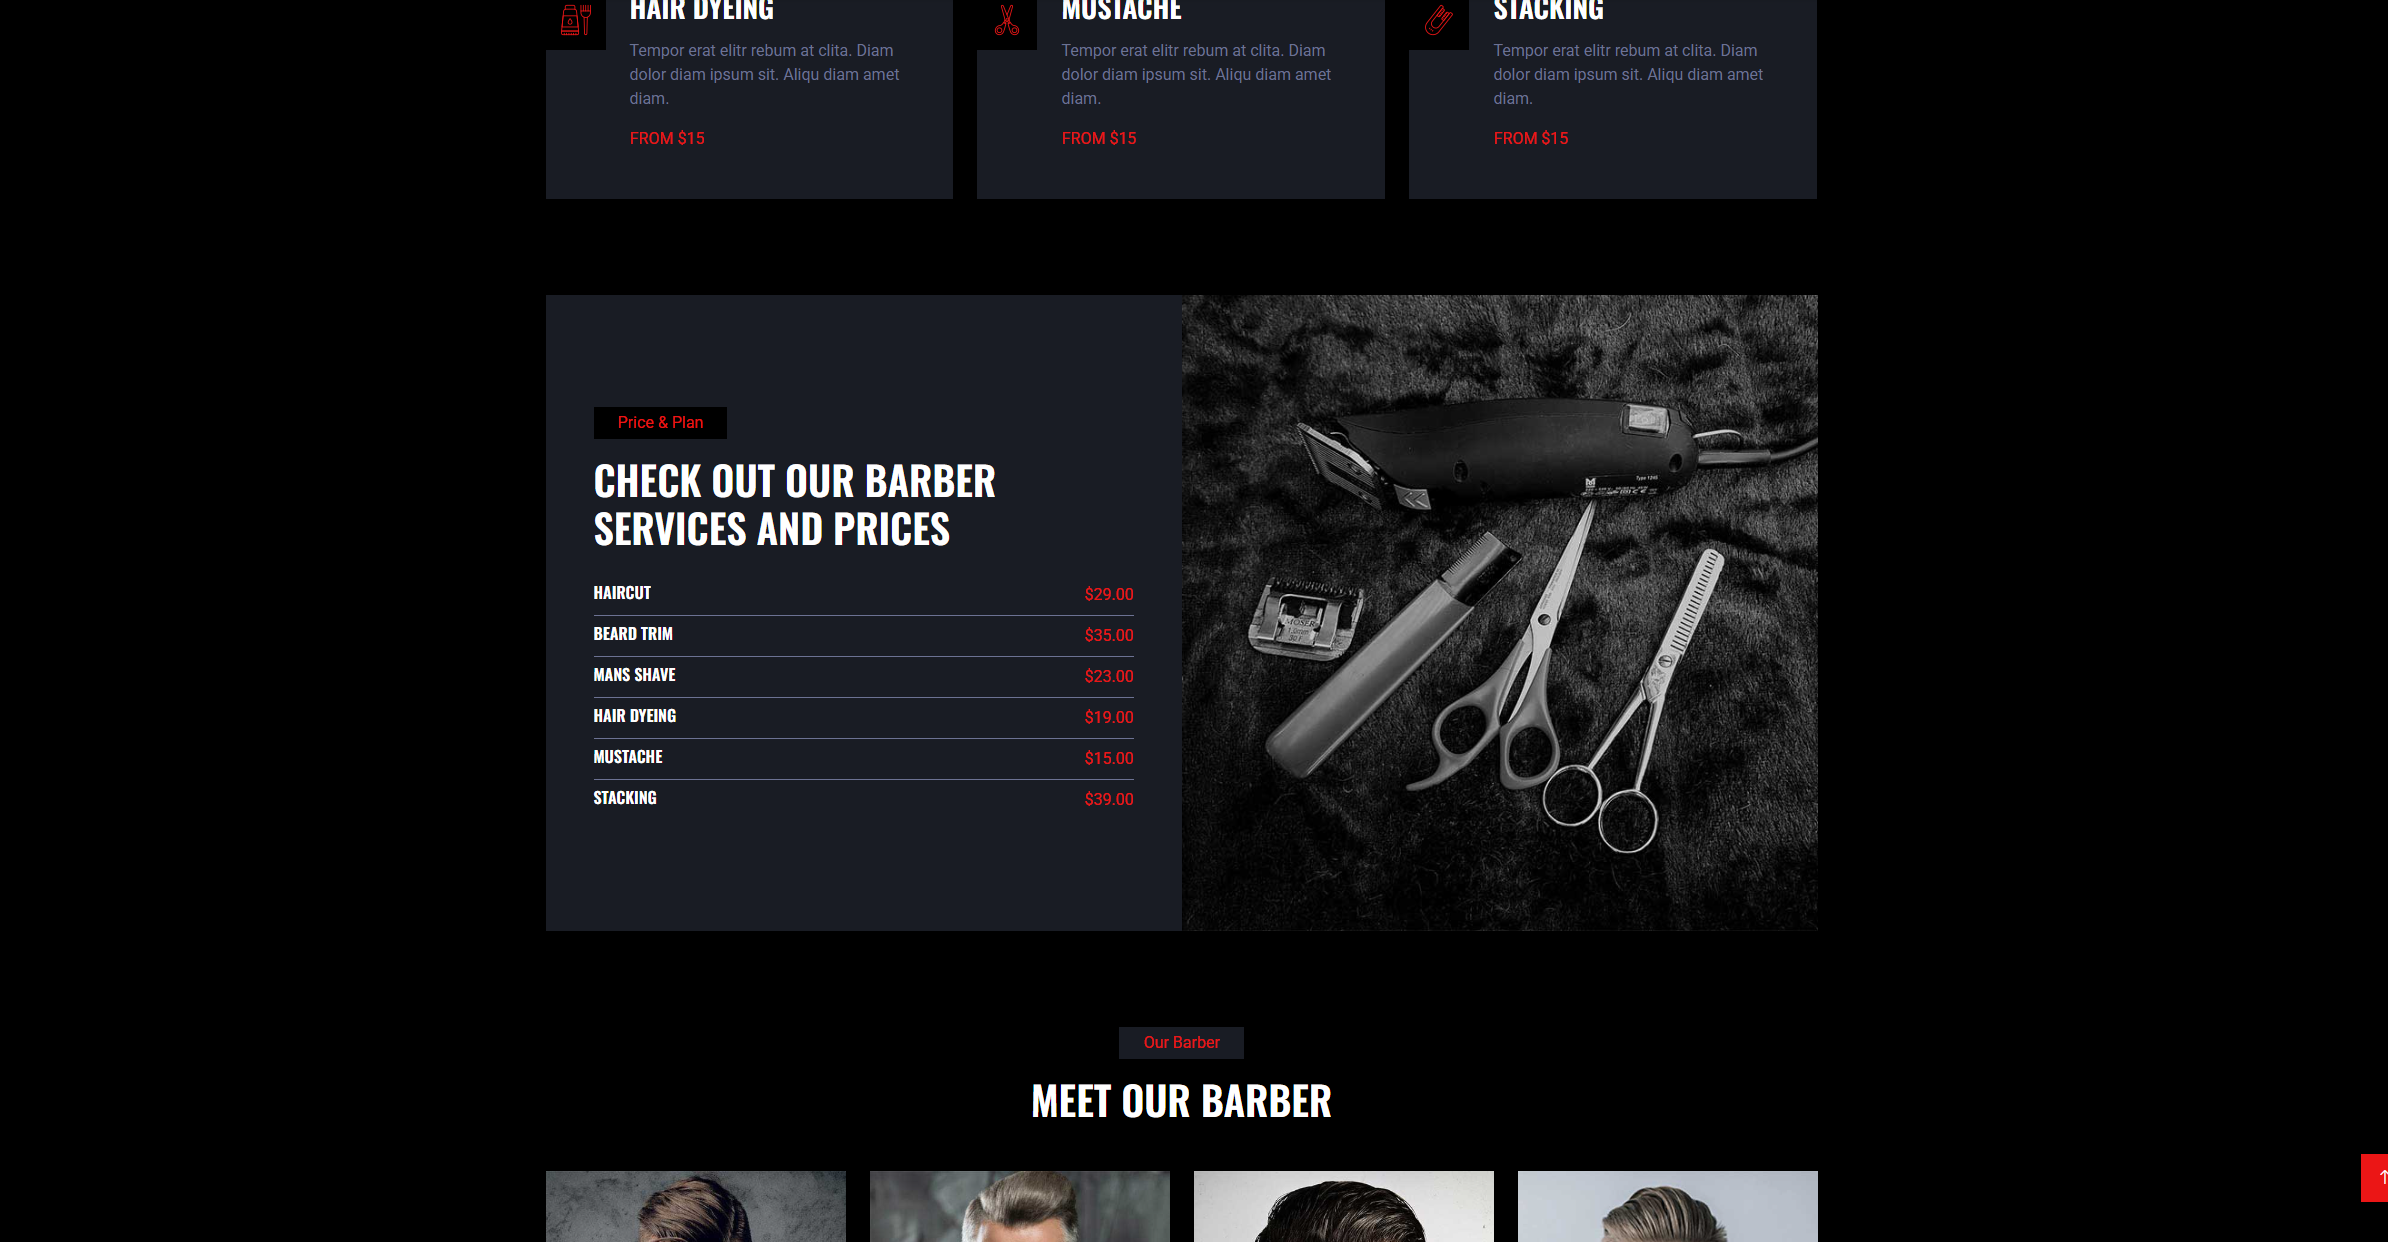 HAIR DYEING
Tempor erat elitr rebum at clita. Diam
dolor diam ipsum sit. Aliqu diam amet
diam.
FROM $15
MUSTACHE
Tempor erat elitr rebum at clita. Diam
dolor diam ipsum sit. Aliqu diam amet
diam.
FROM $15
STACKING
Tempor erat elitr rebum at clita. Diam
dolor diam ipsum sit. Aliqu diam amet
diam.
FROM $15
Price & Plan
CHECK OUT OUR BARBER
SERVICES AND PRICES
HAIRCUT $29.00
BEARD TRIM $35.00
MANS SHAVE $23.00
HAIR DYEING $19.00
MUSTACHE $15.00
STACKING $39.00
Type 1245
MOSER
Our Barber
MEET OUR BARBER